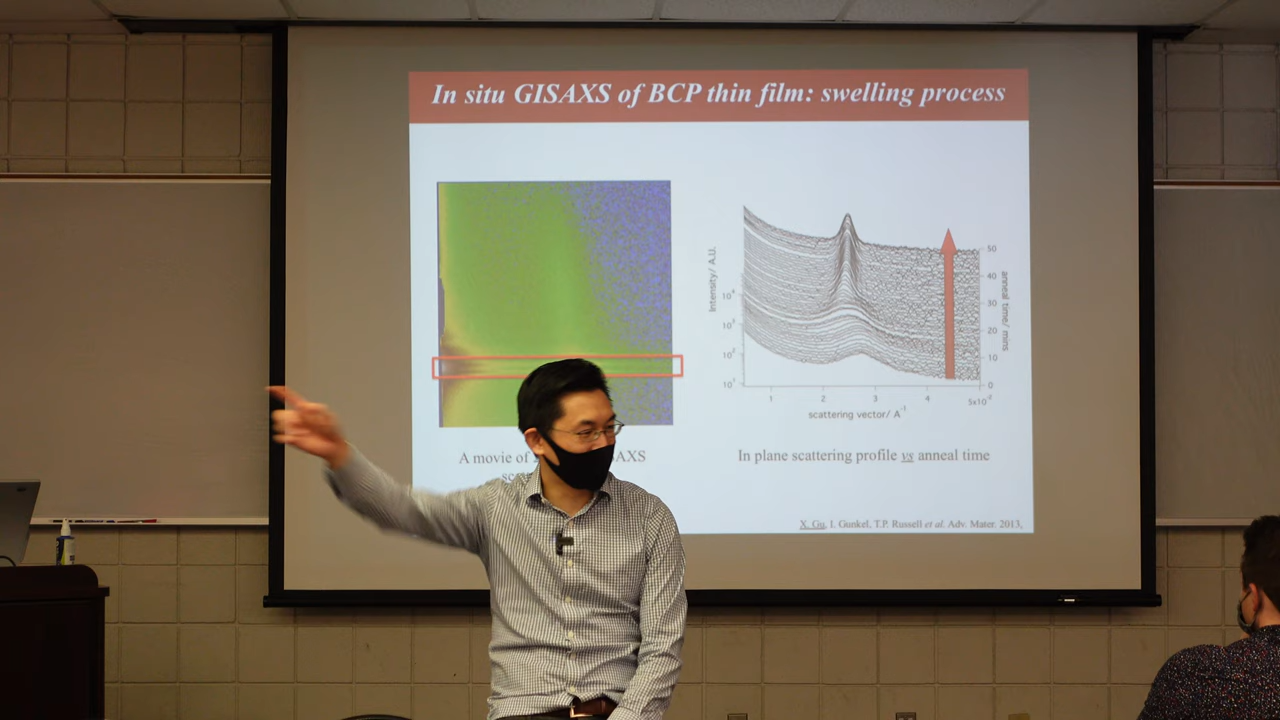 In situ GISAXS of BCP thin film: swelling process
Intensity/ A.U.
10⁴
10³
10²
10¹
1
2
3
4
5x10⁻²
scattering vector/ A⁻¹
50
40
30
20
10
0
anneal time/ mins
A movie of
SAXS
In plane scattering profile vs anneal time
X. Gu, I. Gunkel, T.P. Russell et al. Adv. Mater. 2013,